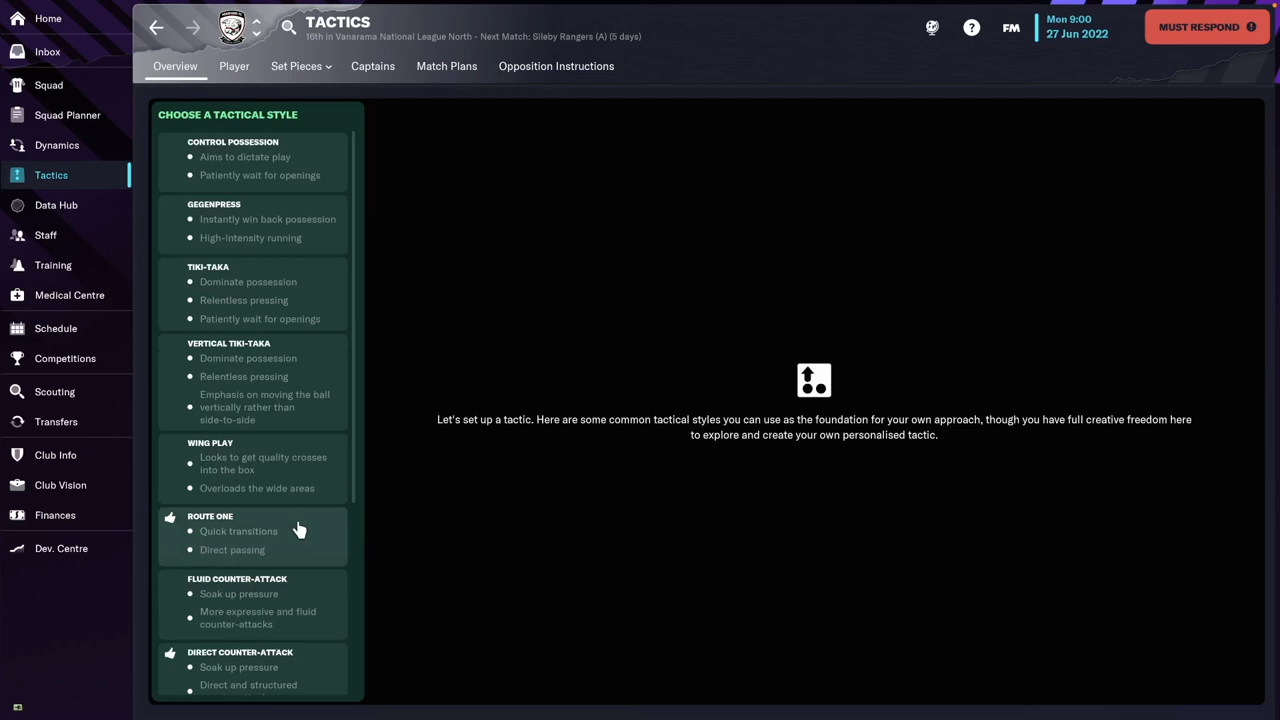 Home
Inbox
Squad
Squad Planner
Dynamics
Tactics
Data Hub
Staff
Training
Medical Centre
Schedule
Competitions
Scouting
Transfers
Club Info
Club Vision
Finances
Dev. Centre
TACTICS
16th in Vanarama National League North - Next Match: Sileby Rangers (A) (5 days)
?
FM
Mon 9:00
27 Jun 2022
MUST RESPOND
Overview
Player
Set Pieces
Captains
Match Plans
Opposition Instructions
CHOOSE A TACTICAL STYLE
CONTROL POSSESSION
Aims to dictate play
Patiently wait for openings
GEGENPRESS
Instantly win back possession
High-intensity running
TIKI-TAKA
Dominate possession
Relentless pressing
Patiently wait for openings
VERTICAL TIKI-TAKA
Dominate possession
Relentless pressing
Emphasis on moving the ball
vertically rather than
side-to-side
WING PLAY
Looks to get quality crosses
into the box
Overloads the wide areas
ROUTE ONE
Quick transitions
Direct passing
FLUID COUNTER-ATTACK
Soak up pressure
More expressive and fluid
counter-attacks
DIRECT COUNTER-ATTACK
Soak up pressure
Direct and structured
Let's set up a tactic. Here are some common tactical styles you can use as the foundation for your own approach, though you have full creative freedom here
to explore and create your own personalised tactic.